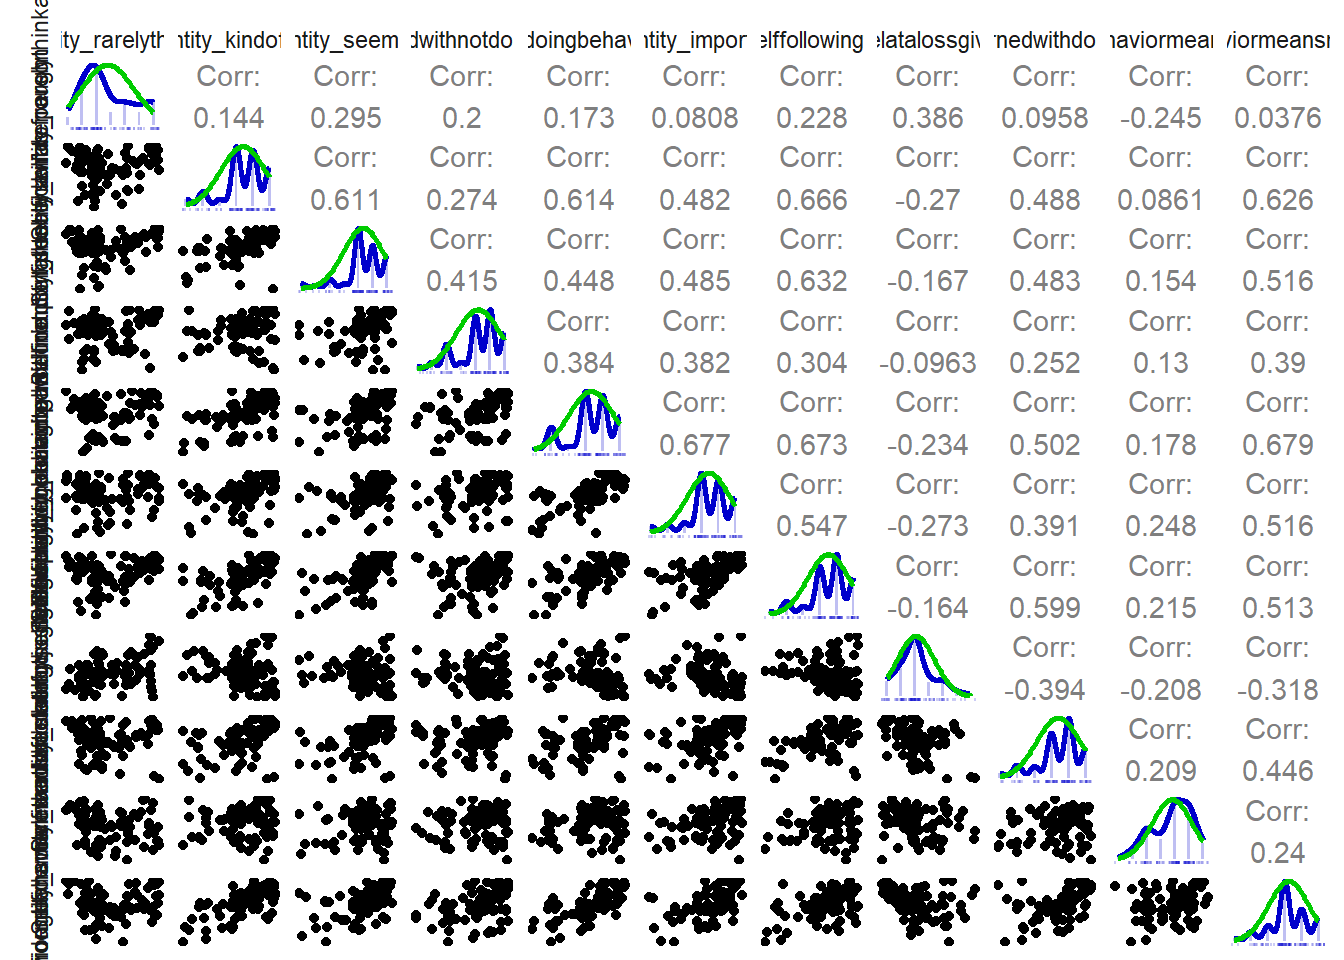 ity_rarelyth ntity_kindof ntity_seem dwithnotdo doingbehav ntity_impor elffollowing elatalossgiv rnedwithdo naviormean viormeansn
Corr: Corr: Corr: Corr: Corr: Corr: Corr: Corr: Corr: Corr:
0.144 0.295 0.2 0.173 0.0808 0.228 0.386 0.0958 -0.245 0.0376
Corr: Corr: Corr: Corr: Corr: Corr: Corr: Corr: Corr:
0.611 0.274 0.614 0.482 0.666 -0.27 0.488 0.0861 0.626
Corr: Corr: Corr: Corr: Corr: Corr: Corr: Corr:
0.415 0.448 0.485 0.632 -0.167 0.483 0.154 0.516
Corr: Corr: Corr: Corr: Corr: Corr: Corr:
0.384 0.382 0.304 -0.0963 0.252 0.13 0.39
Corr: Corr: Corr: Corr: Corr: Corr:
0.677 0.673 -0.234 0.502 0.178 0.679
Corr: Corr: Corr: Corr: Corr:
0.547 -0.273 0.391 0.248 0.516
Corr: Corr: Corr: Corr:
-0.164 0.599 0.215 0.513
Corr: Corr: Corr:
-0.394 -0.208 -0.318
Corr: Corr:
0.209 0.446
Corr:
0.24